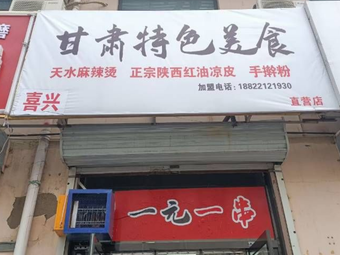 甘肃特色美食
天水麻辣烫 正宗陕西红油凉皮 手擀粉
加盟电话:18822121930
喜兴
直营店
一元一串